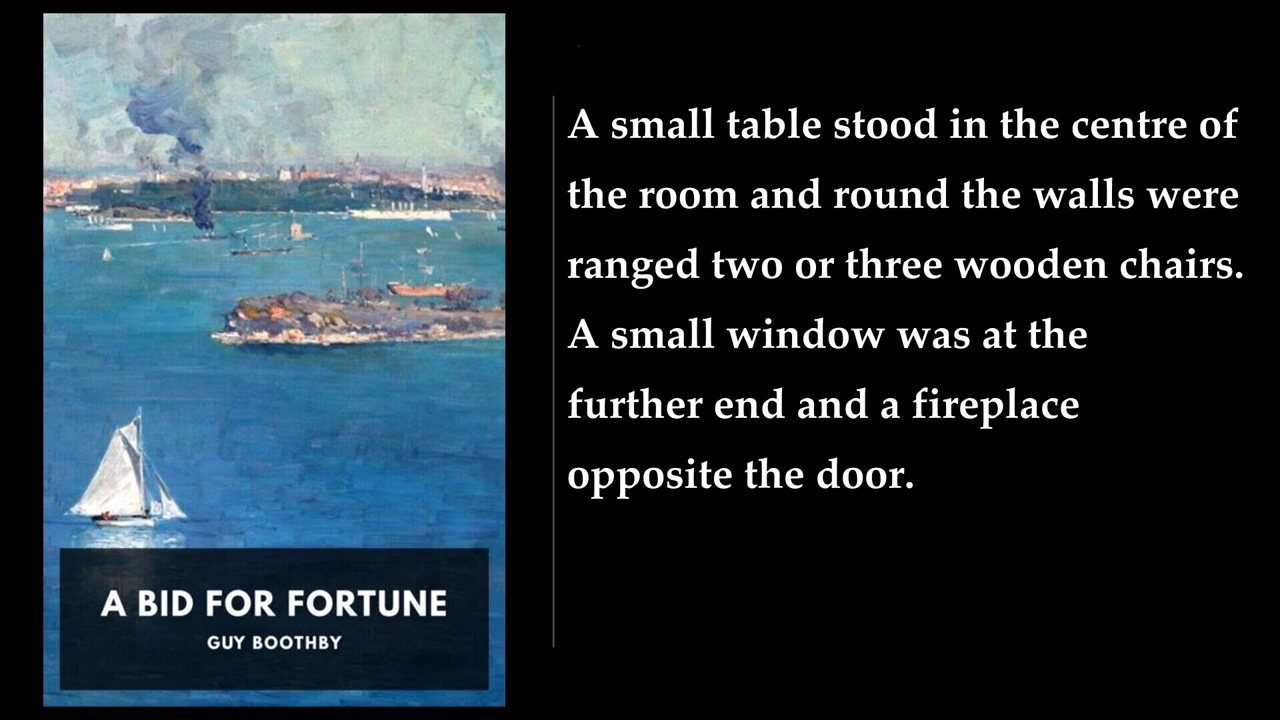 A small table stood in the centre of
the room and round the walls were
ranged two or three wooden chairs.
A small window was at the
further end and a fireplace
opposite the door.
A BID FOR FORTUNE
GUY BOOTHBY